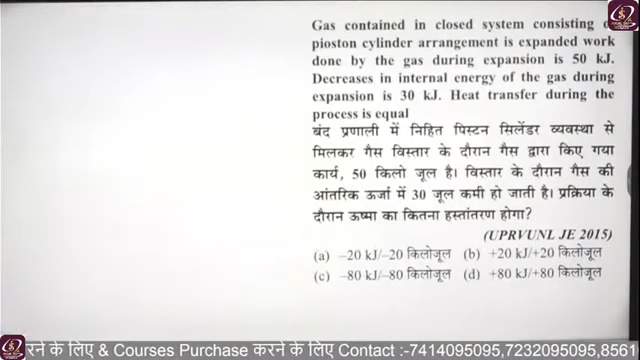 Gas contained in closed system consisting
pioston cylinder arrangement is expanded work
done by the gas during expansion is 50 kJ.
Decreases in internal energy of the gas during
expansion is 30 kJ. Heat transfer during the
process is equal
बंद प्रणाली में निहित पिस्टन सिलेंडर व्यवस्था से
मिलकर गैस विस्तार के दौरान गैस द्वारा किए गया
कार्य, 50 किलो जूल है। विस्तार के दौरान गैस की
आंतरिक ऊर्जा में 30 जूल कमी हो जाती है। प्रक्रिया के
दौरान ऊष्मा का कितना हस्तांतरण होगा?
(UPRVUNL JE 2015)
(a) –20 kJ/–20 किलोजूल (b) +20 kJ/+20 किलोजूल
(c) –80 kJ/–80 किलोजूल (d) +80 kJ/+80 किलोजूल
रने के लिए & Courses Purchase करने के लिए Contact :-7414095095,7232095095,8561